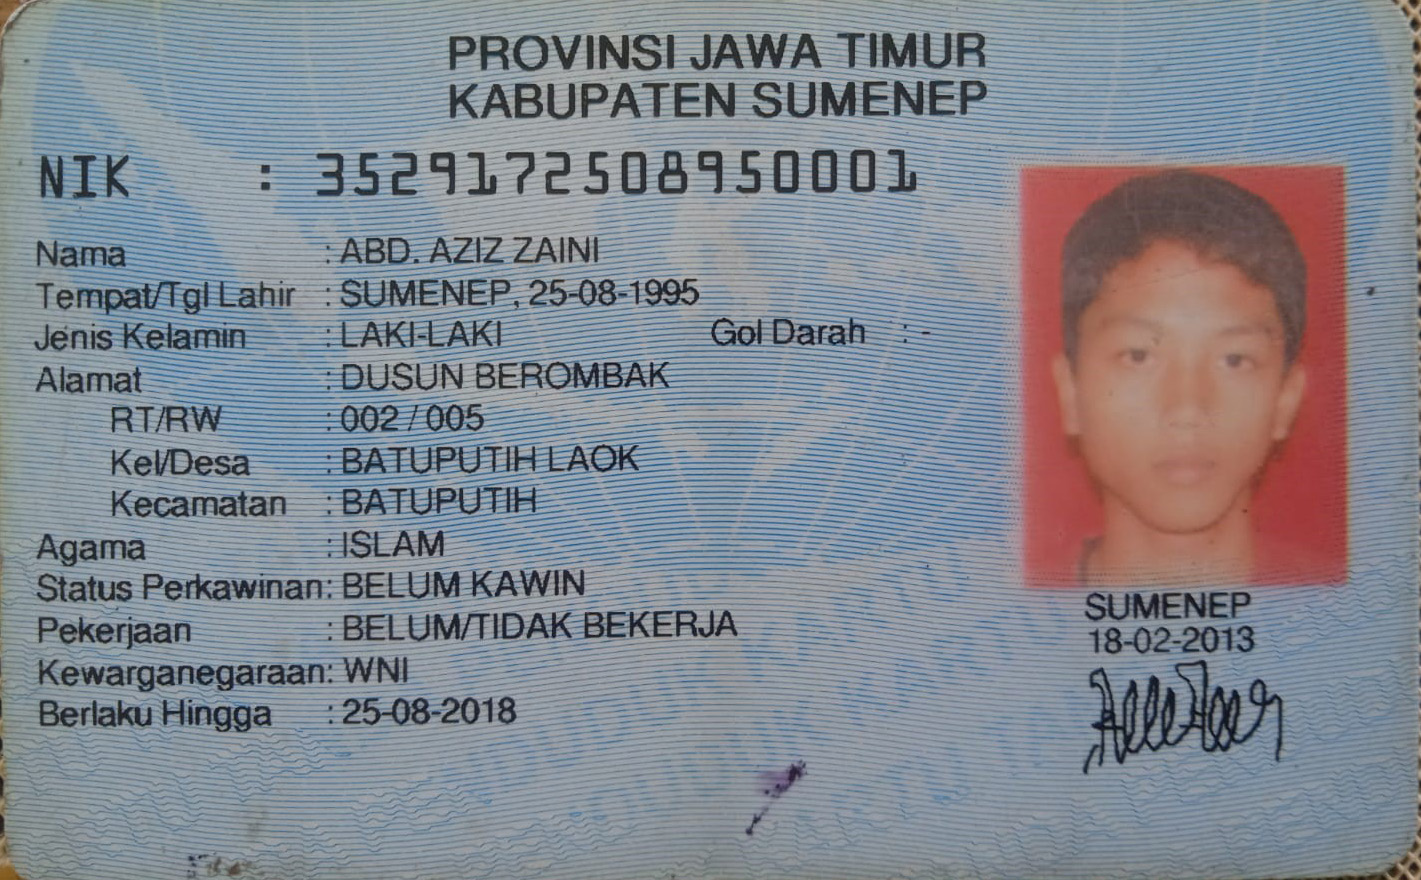 PROVINSI JAWA TIMUR
KABUPATEN SUMENEP
NIK : 3529172508950001
Nama : ABD. AZIZ ZAINI
Tempat/Tgl Lahir : SUMENEP, 25-08-1995
Jenis Kelamin : LAKI-LAKI Gol Darah : -
Alamat : DUSUN BEROMBAK
RT/RW : 002 / 005
Kel/Desa : BATUPUTIH LAOK
Kecamatan : BATUPUTIH
Agama : ISLAM
Status Perkawinan: BELUM KAWIN
Pekerjaan : BELUM/TIDAK BEKERJA
Kewarganegaraan: WNI
Berlaku Hingga : 25-08-2018
SUMENEP
18-02-2013